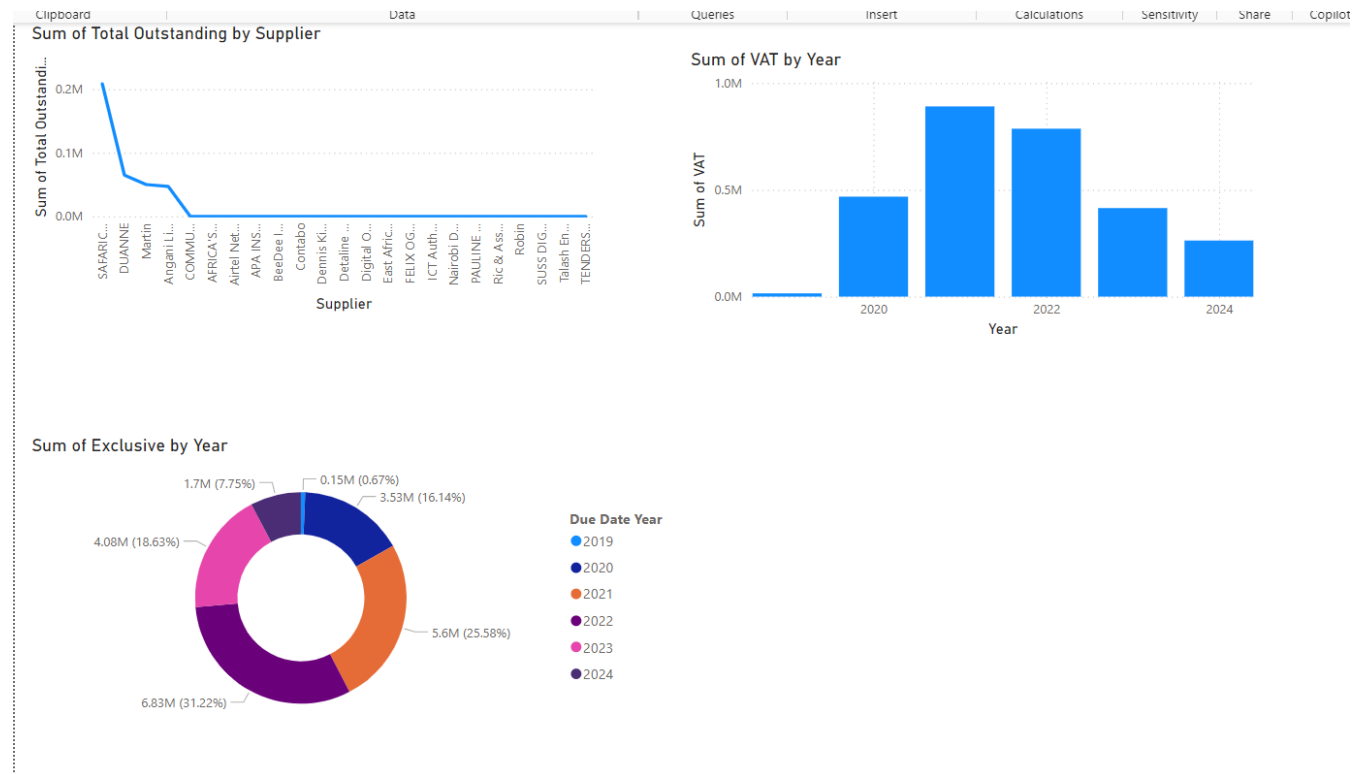 Clipboard Data Queries Insert Calculations Sensitivity Share Copilot
Sum of Total Outstanding by Supplier
Sum of Total Outstandi...
0.2M
0.1M
0.0M
SAFARIC...
DUANNE
Martin
Angani Li...
COMMU...
AFRICA'S...
Airtel Net...
APA INS...
BeeDee I...
Contabo
Dennis Ki...
Detaline ...
Digital O...
East Afric...
FELIX OG...
ICT Auth...
Nairobi D...
PAULINE ...
Ric & Ass...
Robin
SUSS DIG...
Talash En...
TENDERS...
Supplier
Sum of VAT by Year
Sum of VAT
1.0M
0.5M
0.0M
2020 2022 2024
Year
Sum of Exclusive by Year
0.15M (0.67%)
3.53M (16.14%)
5.6M (25.58%)
6.83M (31.22%)
4.08M (18.63%)
1.7M (7.75%)
Due Date Year
2019
2020
2021
2022
2023
2024